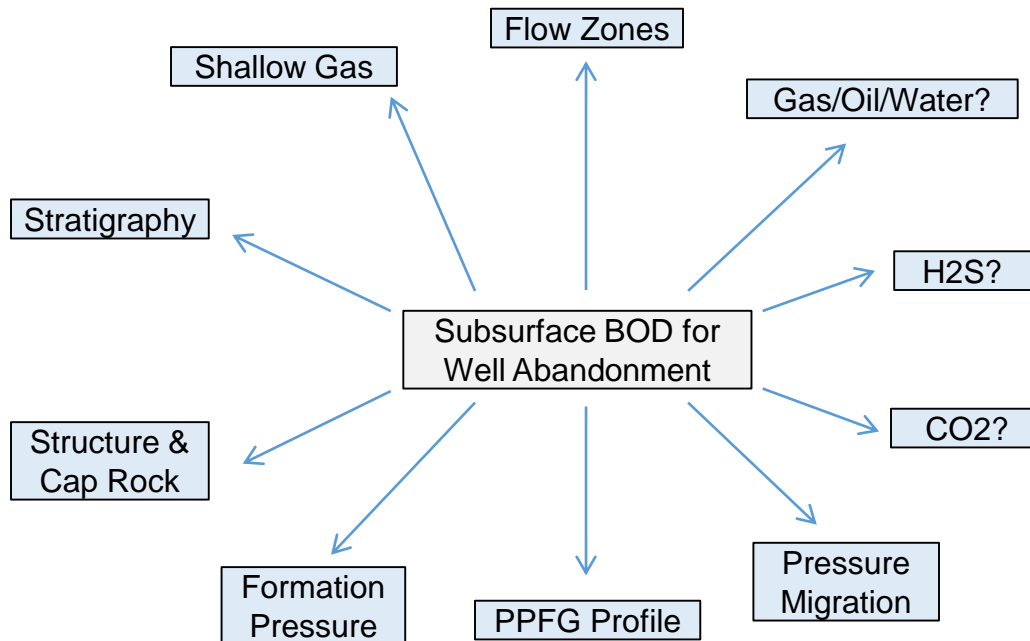 Flow Zones
Shallow Gas
Gas/Oil/Water?
Stratigraphy
H2S?
Subsurface BOD for
Well Abandonment
CO2?
Structure &
Cap Rock
Pressure
Migration
Formation
Pressure
PPFG Profile